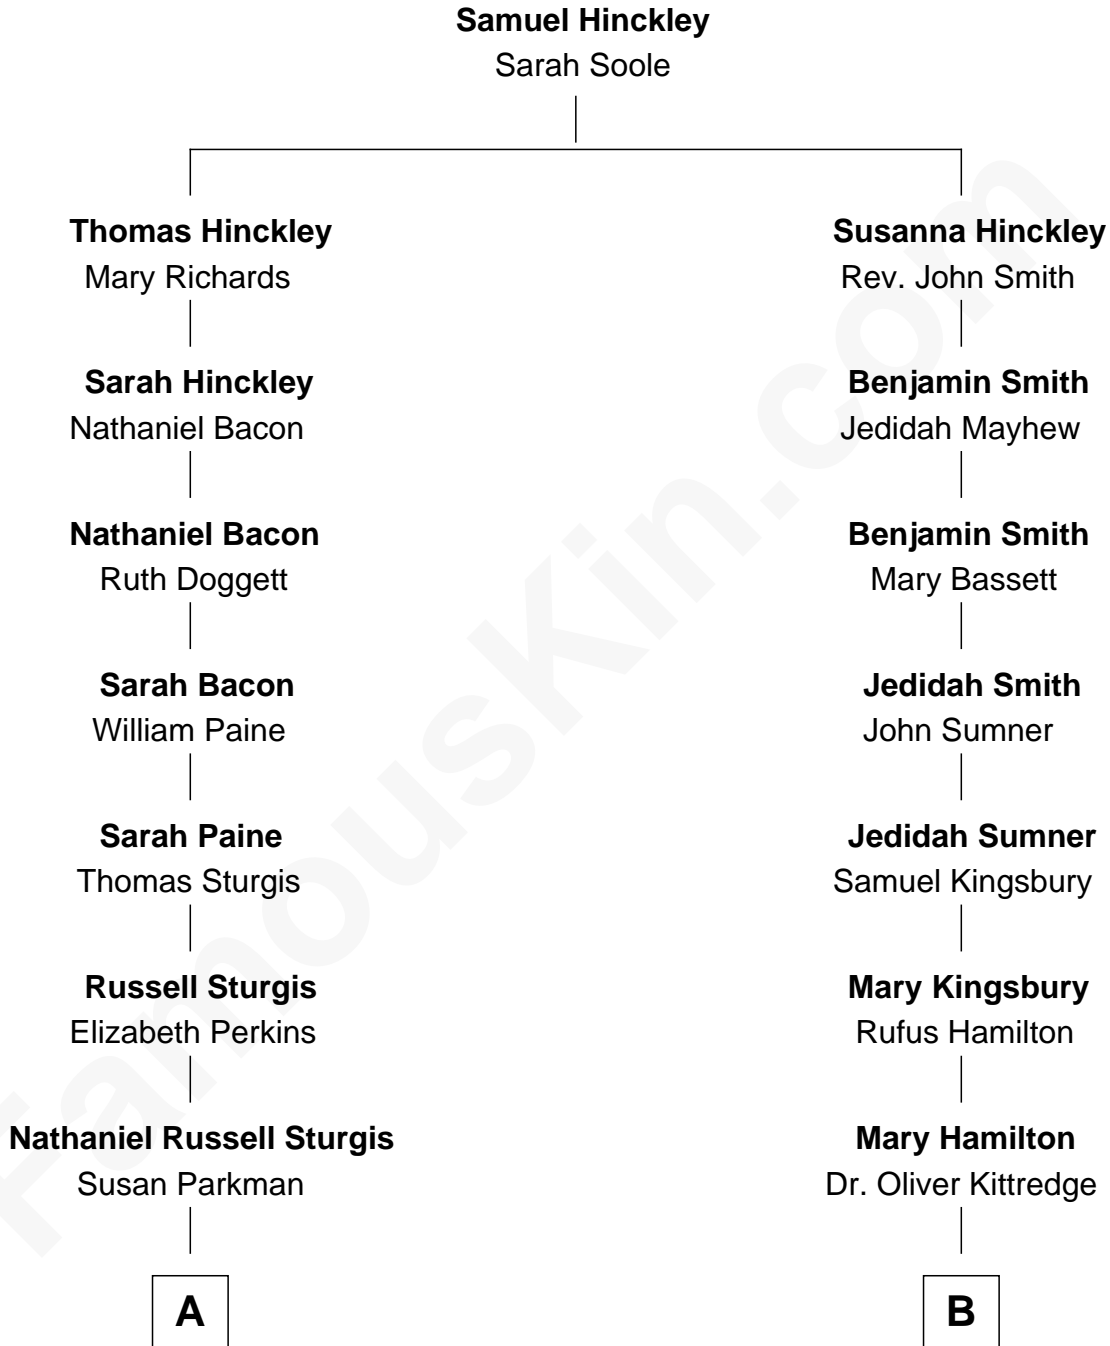 Samuel Hinckley
Sarah Soole
Thomas Hinckley
Mary Richards
Susanna Hinckley
Rev. John Smith
Sarah Hinckley
Nathaniel Bacon
Benjamin Smith
Jedidah Mayhew
Nathaniel Bacon
Ruth Doggett
Benjamin Smith
Mary Bassett
Sarah Bacon
William Paine
Jedidah Smith
John Sumner
Sarah Paine
Thomas Sturgis
Jedidah Sumner
Samuel Kingsbury
Russell Sturgis
Elizabeth Perkins
Mary Kingsbury
Rufus Hamilton
Nathaniel Russell Sturgis
Susan Parkman
Mary Hamilton
Dr. Oliver Kittredge
A
B
FamousKin.com